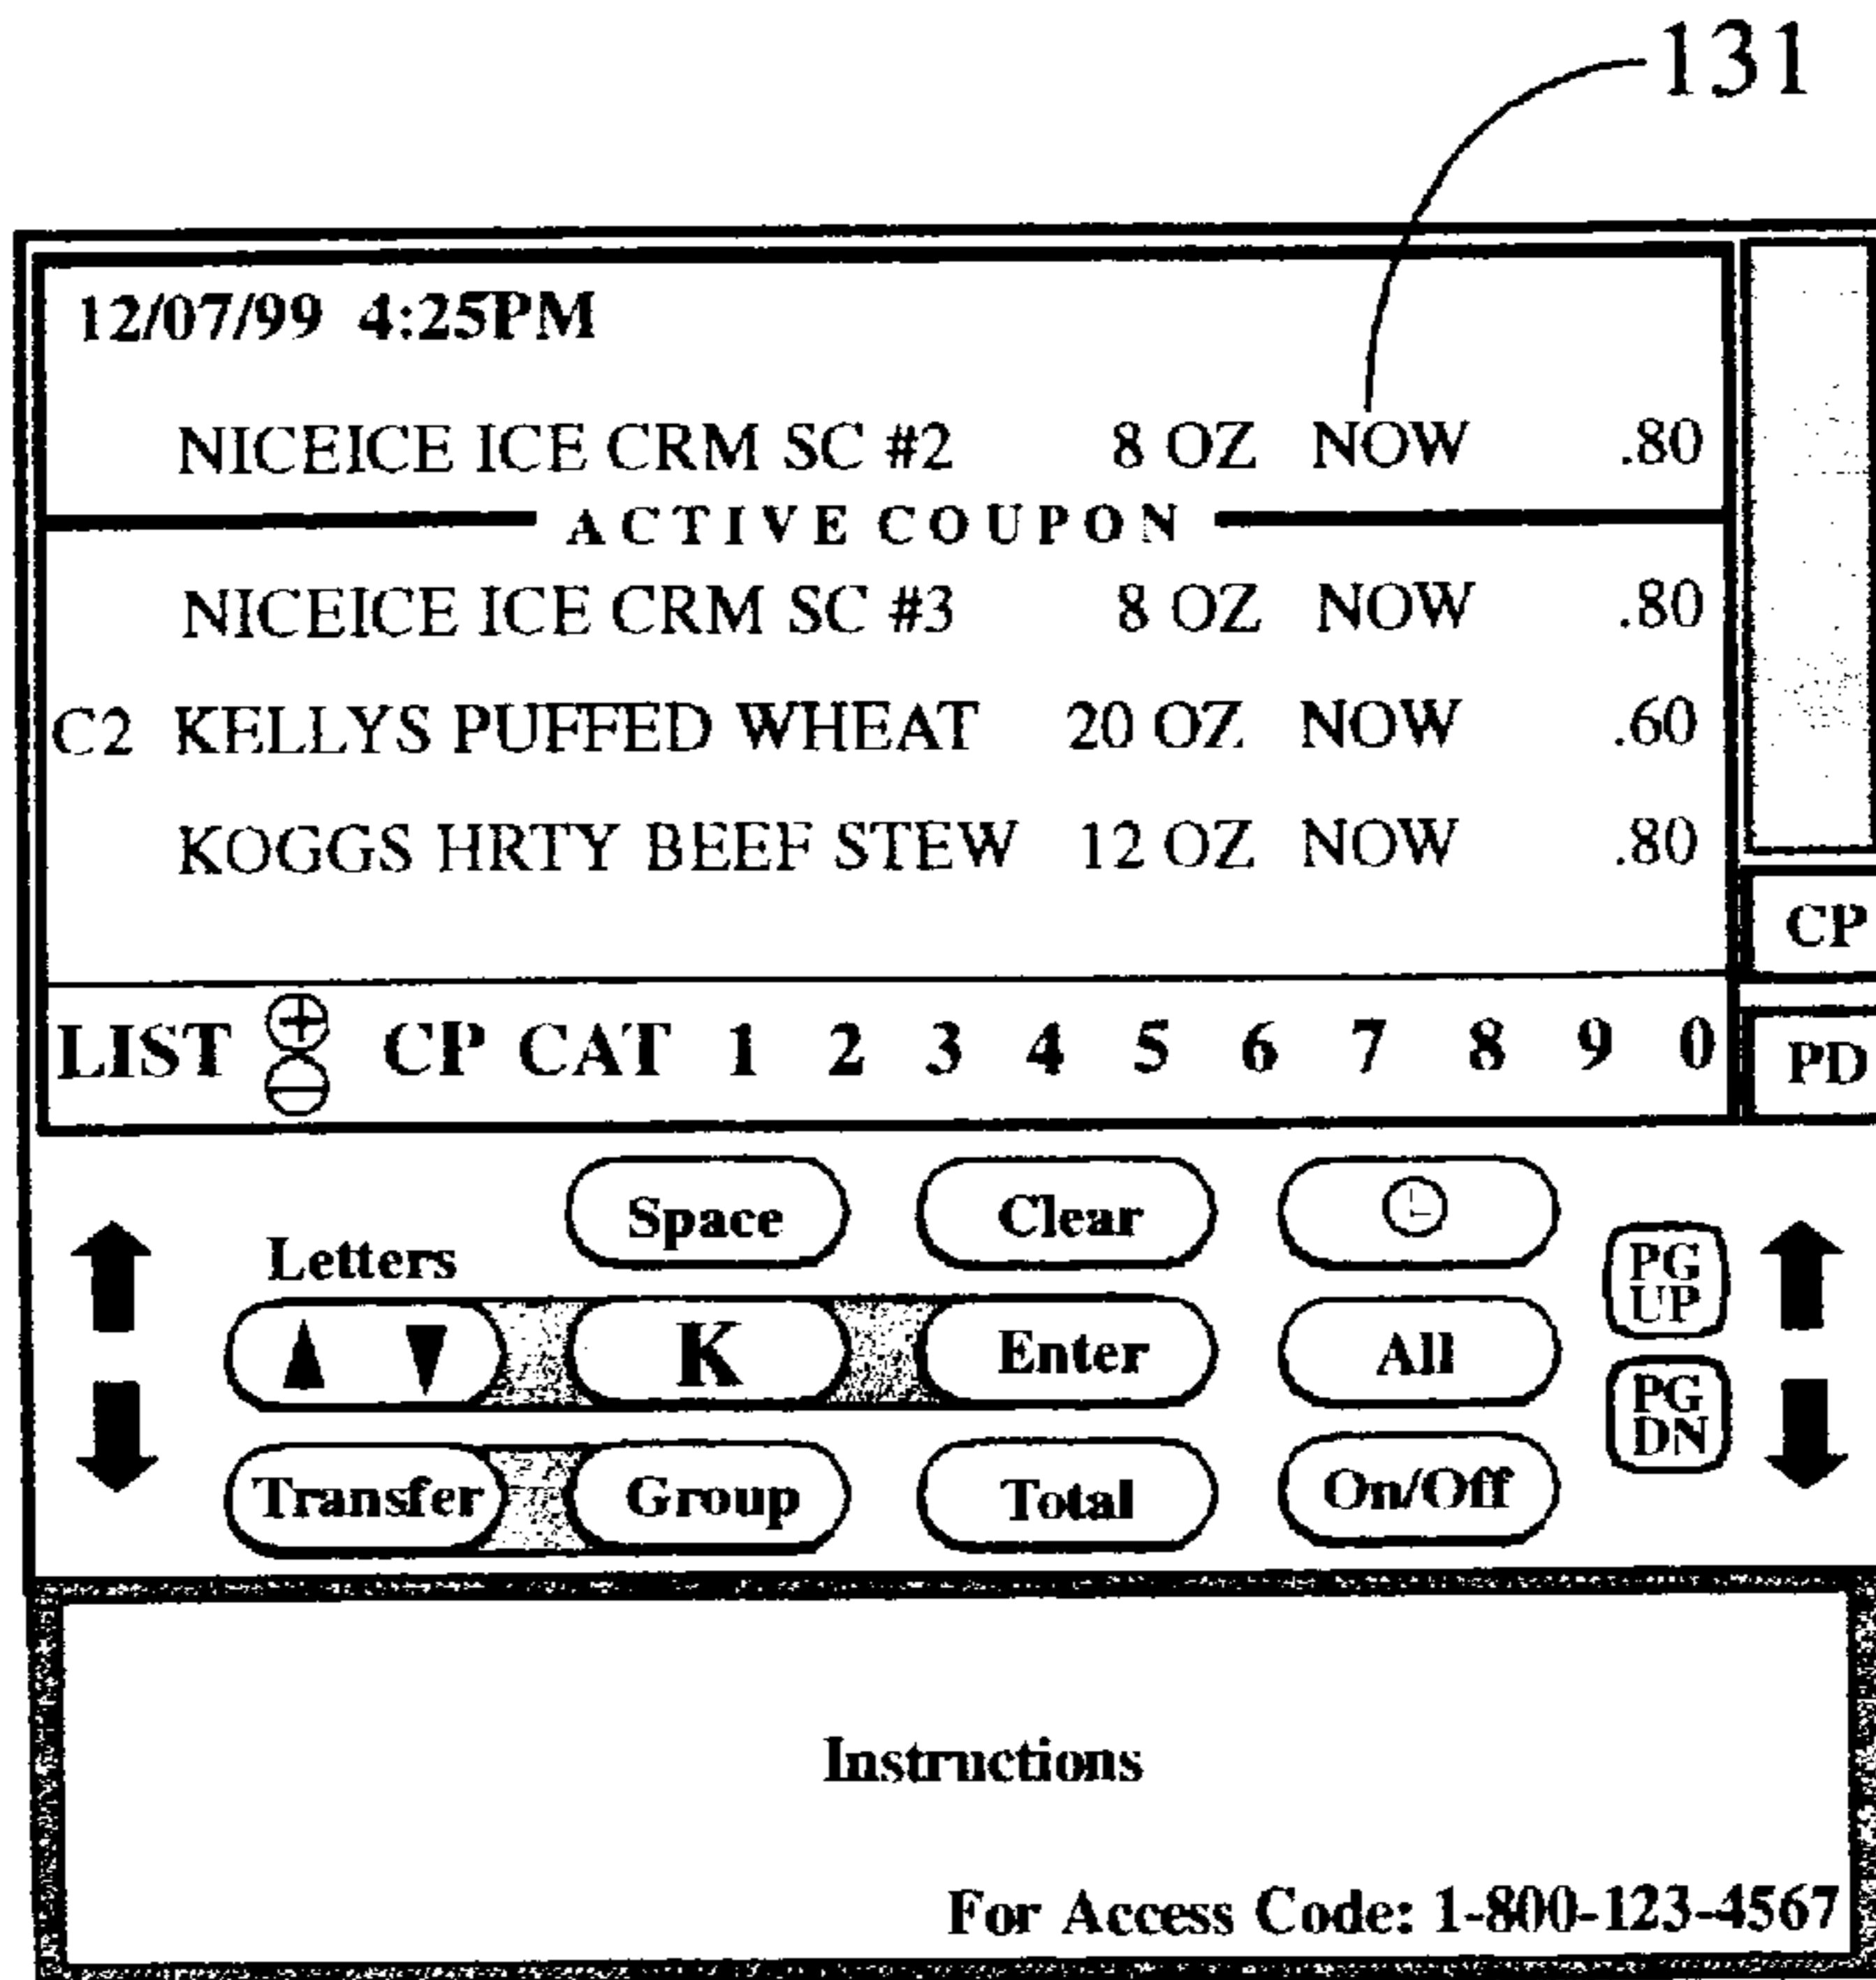 131
12/07/99 4:25PM
NICEICE ICE CRM SC #2 8 OZ NOW .80
ACTIVE COUPON
NICEICE ICE CRM SC #3 8 OZ NOW .80
C2 KELLYS PUFFED WHEAT 20 OZ NOW .60
KOGGS HRTY BEEF STEW 12 OZ NOW .80
CP
LIST + − CP CAT 1 2 3 4 5 6 7 8 9 0
PD
Space Clear
Letters
PG
UP
K Enter All
PG
DN
Transfer Group Total On/Off
Instructions
For Access Code: 1-800-123-4567